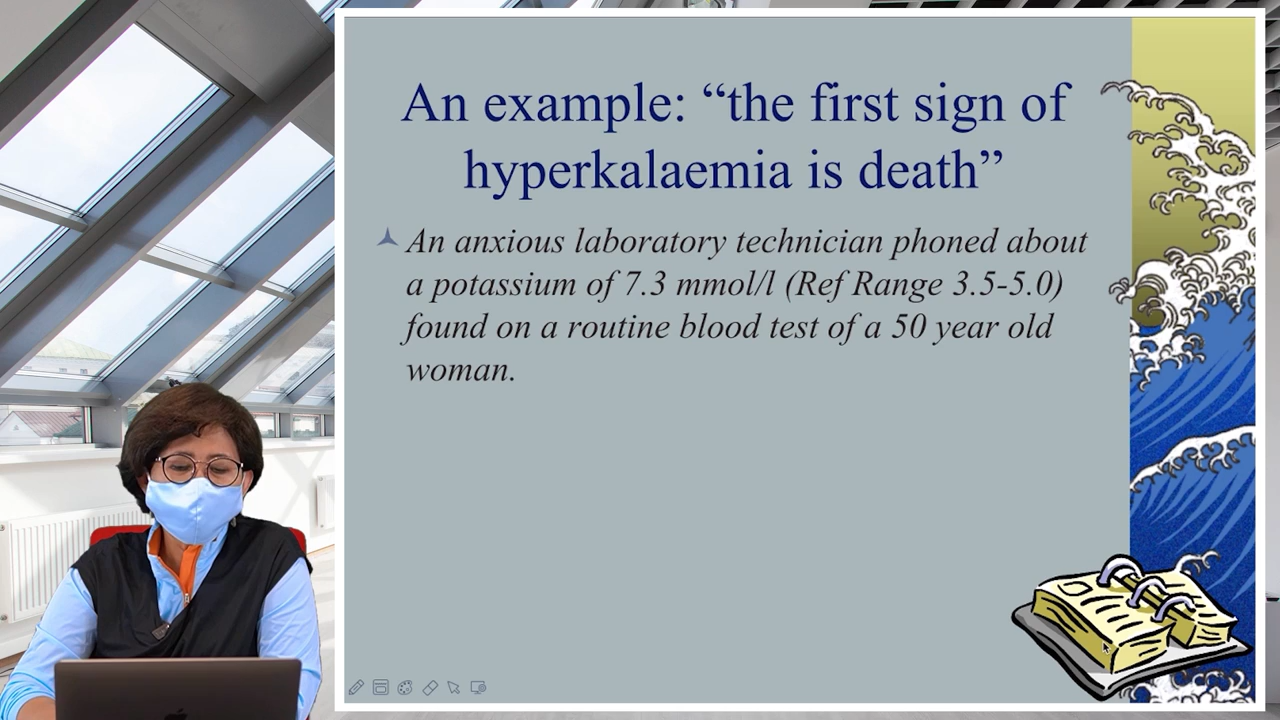 An example: “the first sign of
hyperkalaemia is death”
An anxious laboratory technician phoned about
a potassium of 7.3 mmol/l (Ref Range 3.5-5.0)
found on a routine blood test of a 50 year old
woman.